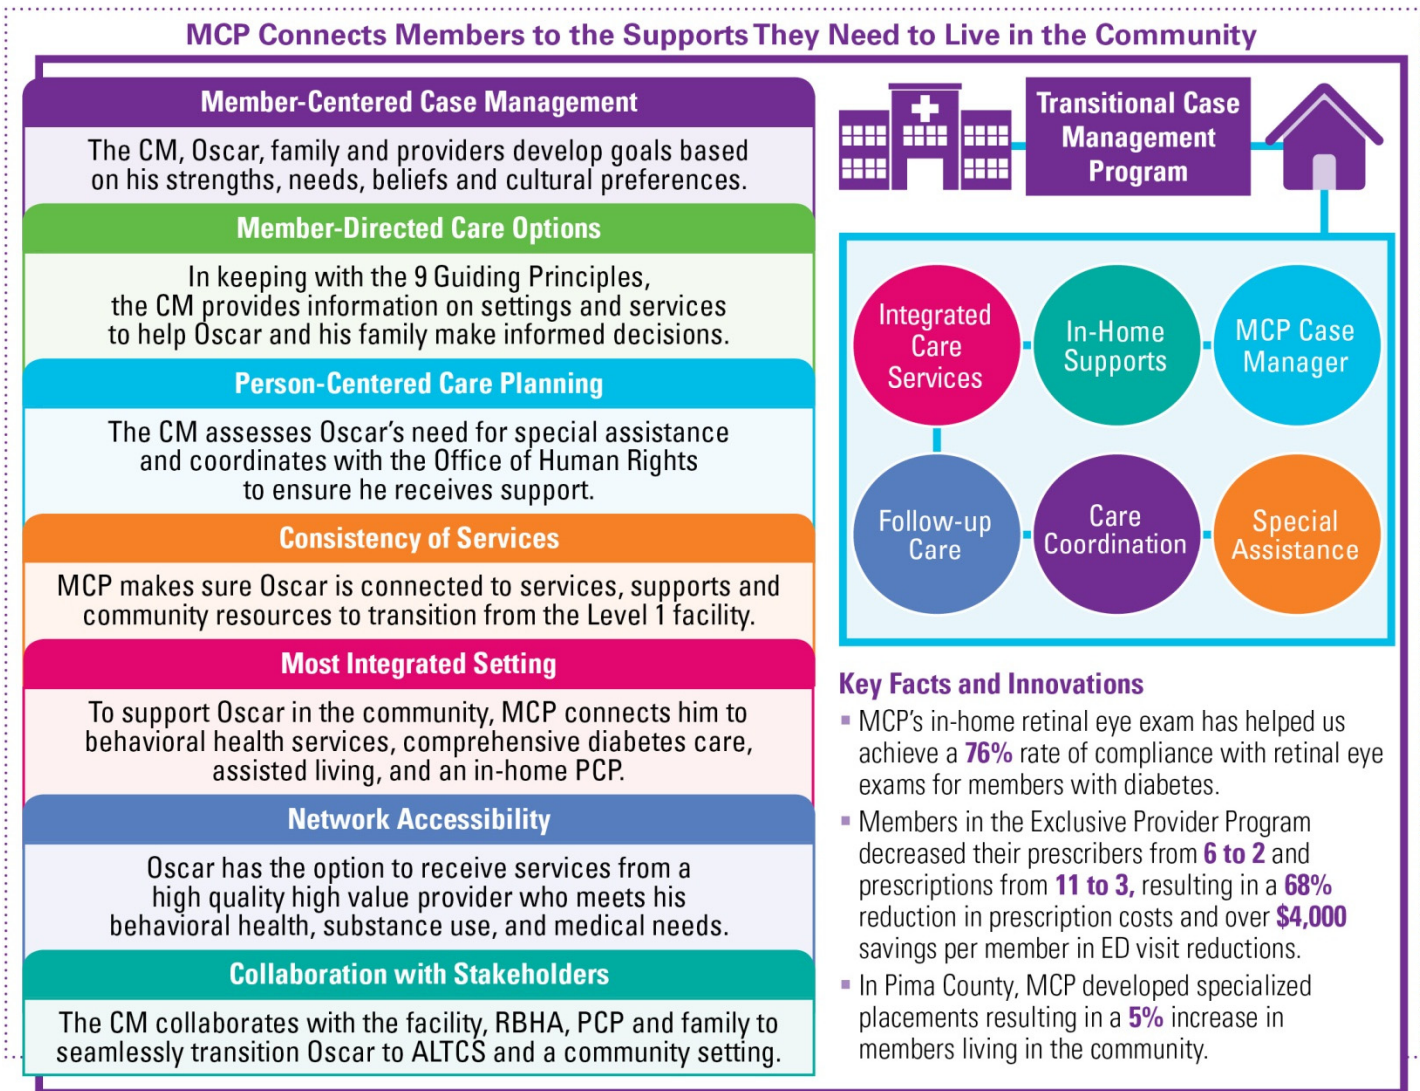 MCP Connects Members to the Supports They Need to Live in the Community
Member-Centered Case Management
The CM, Oscar, family and providers develop goals based
on his strengths, needs, beliefs and cultural preferences.
Member-Directed Care Options
In keeping with the 9 Guiding Principles,
the CM provides information on settings and services
to help Oscar and his family make informed decisions.
Person-Centered Care Planning
The CM assesses Oscar's need for special assistance
and coordinates with the Office of Human Rights
to ensure he receives support.
Consistency of Services
MCP makes sure Oscar is connected to services, supports and
community resources to transition from the Level 1 facility.
Most Integrated Setting
To support Oscar in the community, MCP connects him to
behavioral health services, comprehensive diabetes care,
assisted living, and an in-home PCP.
Network Accessibility
Oscar has the option to receive services from a
high quality high value provider who meets his
behavioral health, substance use, and medical needs.
Collaboration with Stakeholders
The CM collaborates with the facility, RBHA, PCP and family to
seamlessly transition Oscar to ALTCS and a community setting.
Transitional Case
Management
Program
Integrated
Care
Services
In-Home
Supports
MCP Case
Manager
Follow-up
Care
Care
Coordination
Special
Assistance
Key Facts and Innovations
▪ MCP's in-home retinal eye exam has helped us
achieve a 76% rate of compliance with retinal eye
exams for members with diabetes.
▪ Members in the Exclusive Provider Program
decreased their prescribers from 6 to 2 and
prescriptions from 11 to 3, resulting in a 68%
reduction in prescription costs and over $4,000
savings per member in ED visit reductions.
▪ In Pima County, MCP developed specialized
placements resulting in a 5% increase in
members living in the community.